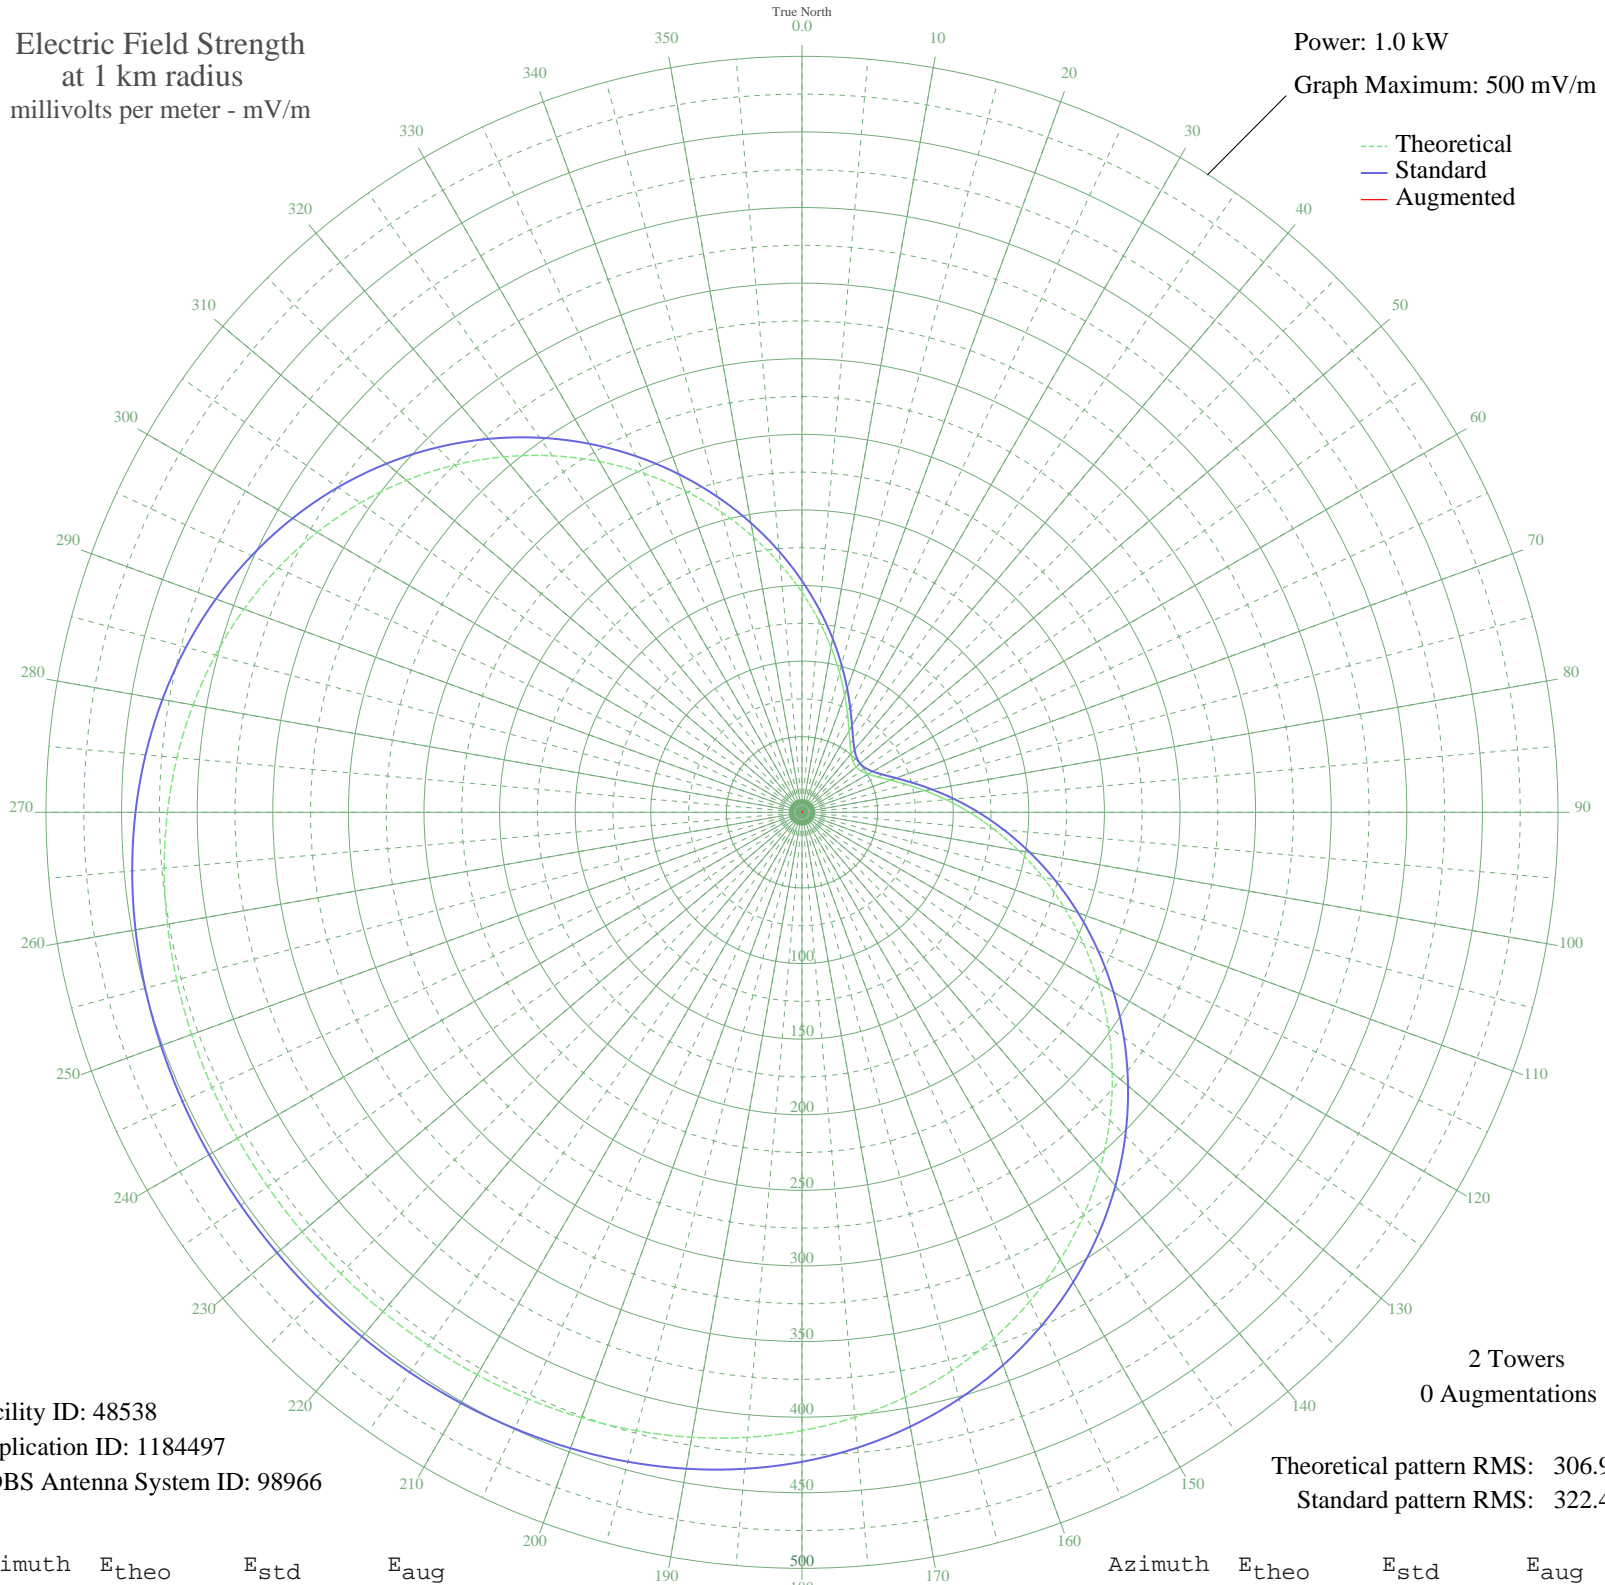 True North
0.0
Electric Field Strength
at 1 km radius
millivolts per meter - mV/m
Power: 1.0 kW
Graph Maximum: 500 mV/m
Theoretical
Standard
Augmented
10
20
30
40
50
60
70
80
90
100
110
120
130
140
150
160
170
190
200
210
220
230
240
250
260
270
280
290
300
310
320
330
340
350
100
150
200
250
300
350
400
450
500
2 Towers
0 Augmentations
cility ID: 48538
plication ID: 1184497
DBS Antenna System ID: 98966
Theoretical pattern RMS: 306.9
Standard pattern RMS: 322.4
imuth Etheo Estd Eaug
Azimuth Etheo Estd Eaug